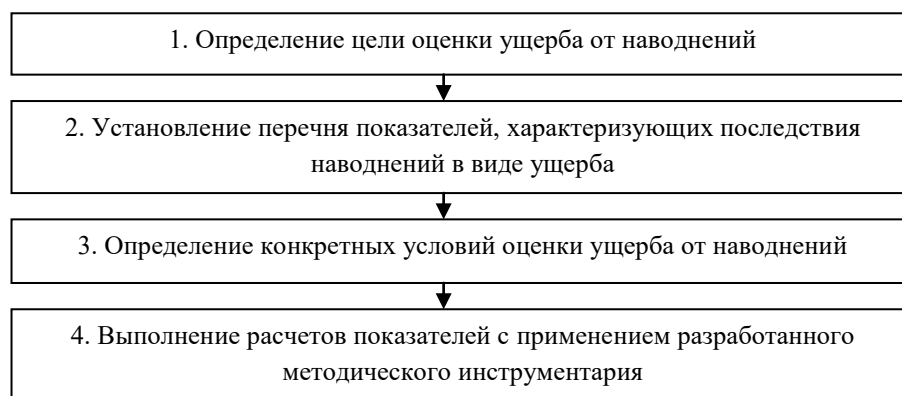 1. Определение цели оценки ущерба от наводнений
2. Установление перечня показателей, характеризующих последствия
наводнений в виде ущерба
3. Определение конкретных условий оценки ущерба от наводнений
4. Выполнение расчетов показателей с применением разработанного
методического инструментария